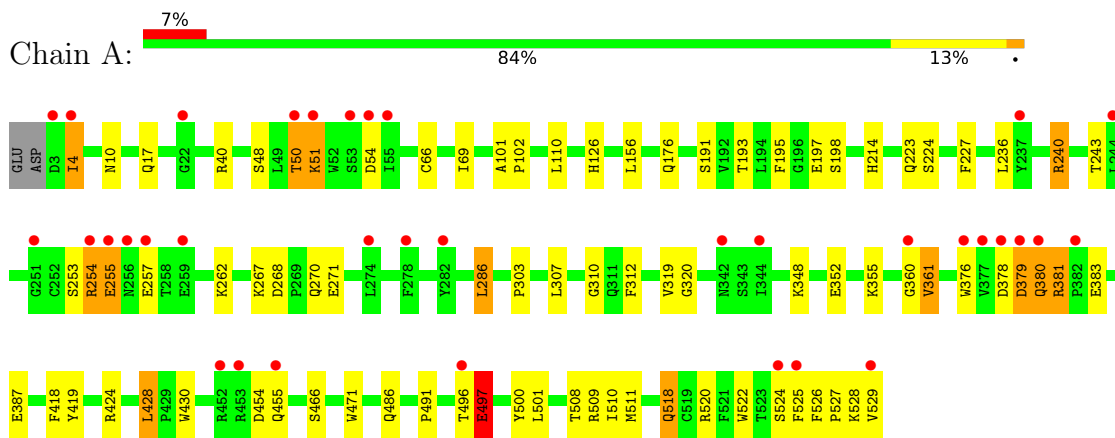 7%
Chain A:
84% 13% •
GLU ASP D3 I4 N10 Q17 G22 R40 S48 L49 T50 K51 W52 S53 D54 I55 C66 I69 A101 P102 L110 H126 L156 Q176 S191 V192 T193 L194 F195 G196 E197 S198 H214 Q223 S224 F227 L236 Y237 R240 T243 L244
G251 C252 S253 R254 E255 N256 E257 T258 E259 K262 K267 D268 P269 Q270 E271 L274 F278 Y282 L286 P303 L307 G310 Q311 F312 V319 G320 N342 S343 I344 K348 E352 K355 G360 V361 W376 V377 D378 D379 Q380 R381 P382 E383
E387 F418 Y419 R424 L428 P429 W430 R452 R453 D454 Q455 S466 W471 Q486 P491 T496 E497 Y500 L501 T508 R509 I510 M511 Q518 C519 R520 F521 W522 T523 S524 F525 F526 P527 K528 V529